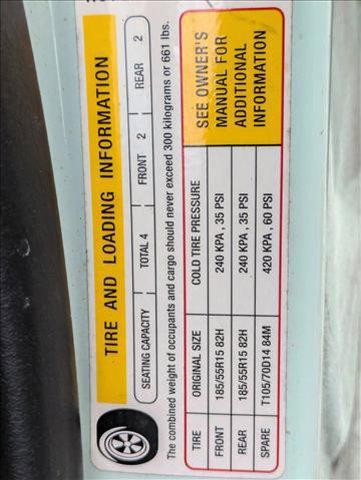 TIRE AND LOADING INFORMATION
SEATING CAPACITY TOTAL 4 FRONT 2 REAR 2
The combined weight of occupants and cargo should never exceed 300 kilograms or 661 lbs.
TIRE ORIGINAL SIZE COLD TIRE PRESSURE
FRONT 185/55R15 82H 240 KPA , 35 PSI
REAR 185/55R15 82H 240 KPA , 35 PSI
SPARE T105/70D14 84M 420 KPA , 60 PSI
SEE OWNER'S
MANUAL FOR
ADDITIONAL
INFORMATION